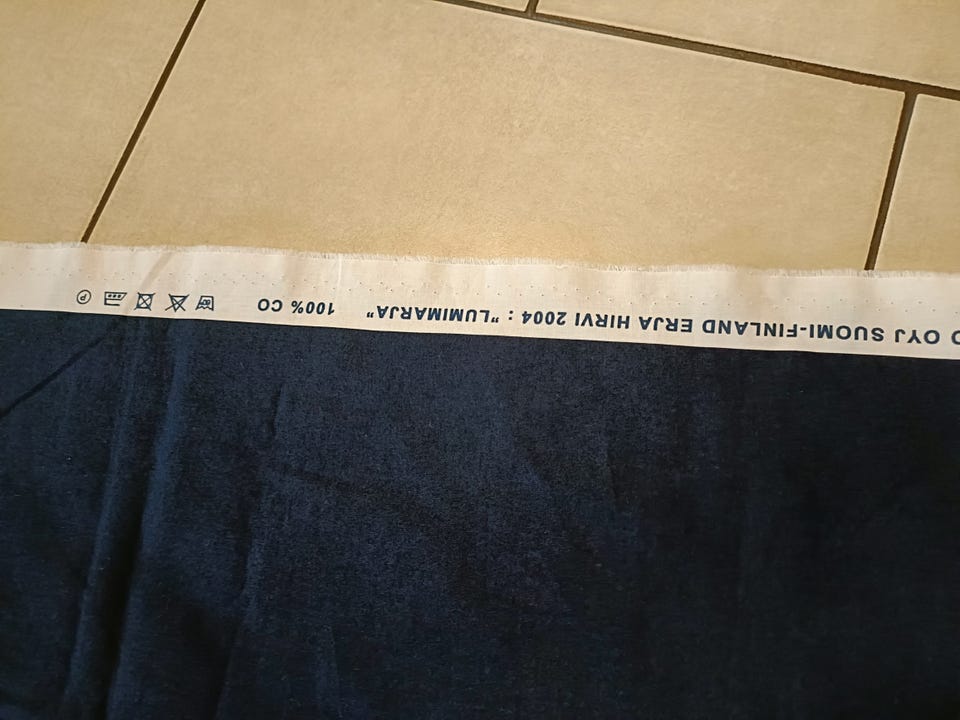 O OYJ SUOMI-FINLAND ERJA HIRVI 2004 : "LUMIMARJA" 100% CO